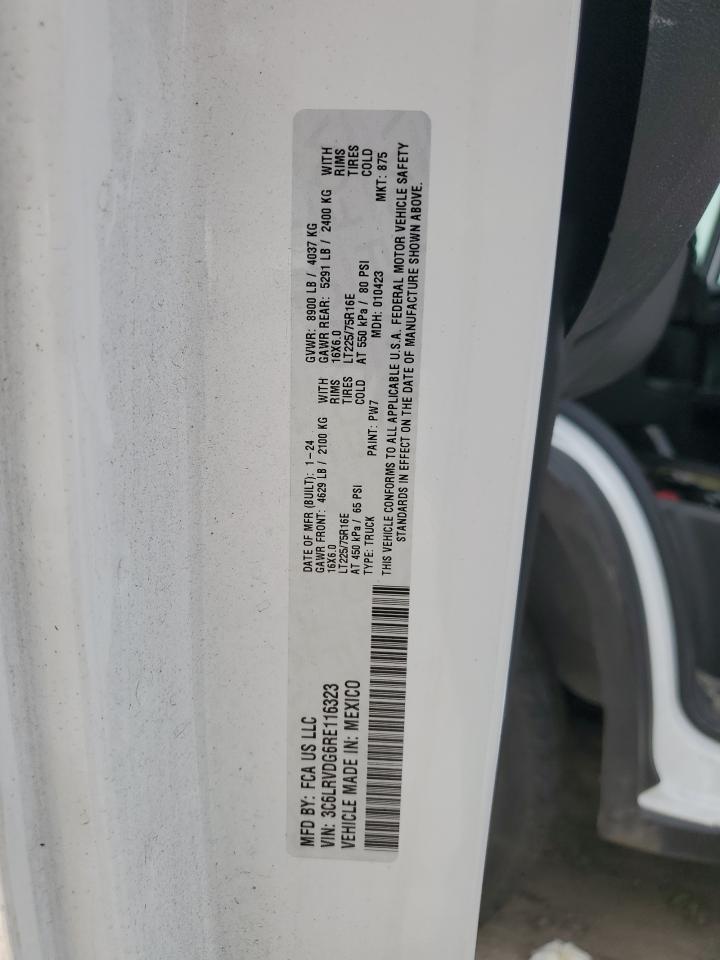 MFD BY: FCA US LLC
VIN: 3C6LRVDG6RE116323
VEHICLE MADE IN: MEXICO
DATE OF MFR (BUILT): 1-24
GAWR FRONT: 4629 LB / 2100 KG WITH
16X6.0 RIMS
LT225/75R16E TIRES
AT 450 kPa / 65 PSI COLD
TYPE: TRUCK PAINT: PW7
GVWR: 8900 LB / 4037 KG
GAWR REAR: 5291 LB / 2400 KG WITH
16X6.0 RIMS
LT225/75R16E TIRES
AT 550 kPa / 80 PSI COLD
MDH: 010423 MKT: 875
THIS VEHICLE CONFORMS TO ALL APPLICABLE U.S.A. FEDERAL MOTOR VEHICLE SAFETY
STANDARDS IN EFFECT ON THE DATE OF MANUFACTURE SHOWN ABOVE.